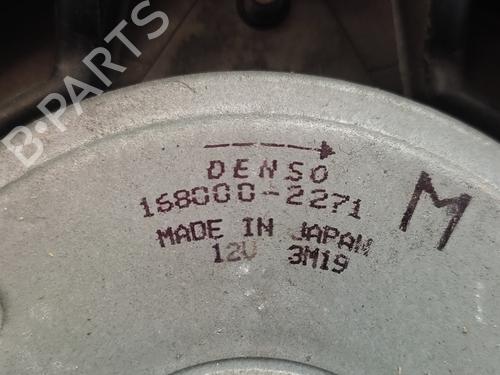 B-PARTS
DENSO
168000-2271
M
MADE IN JAPAN
12V 3M19